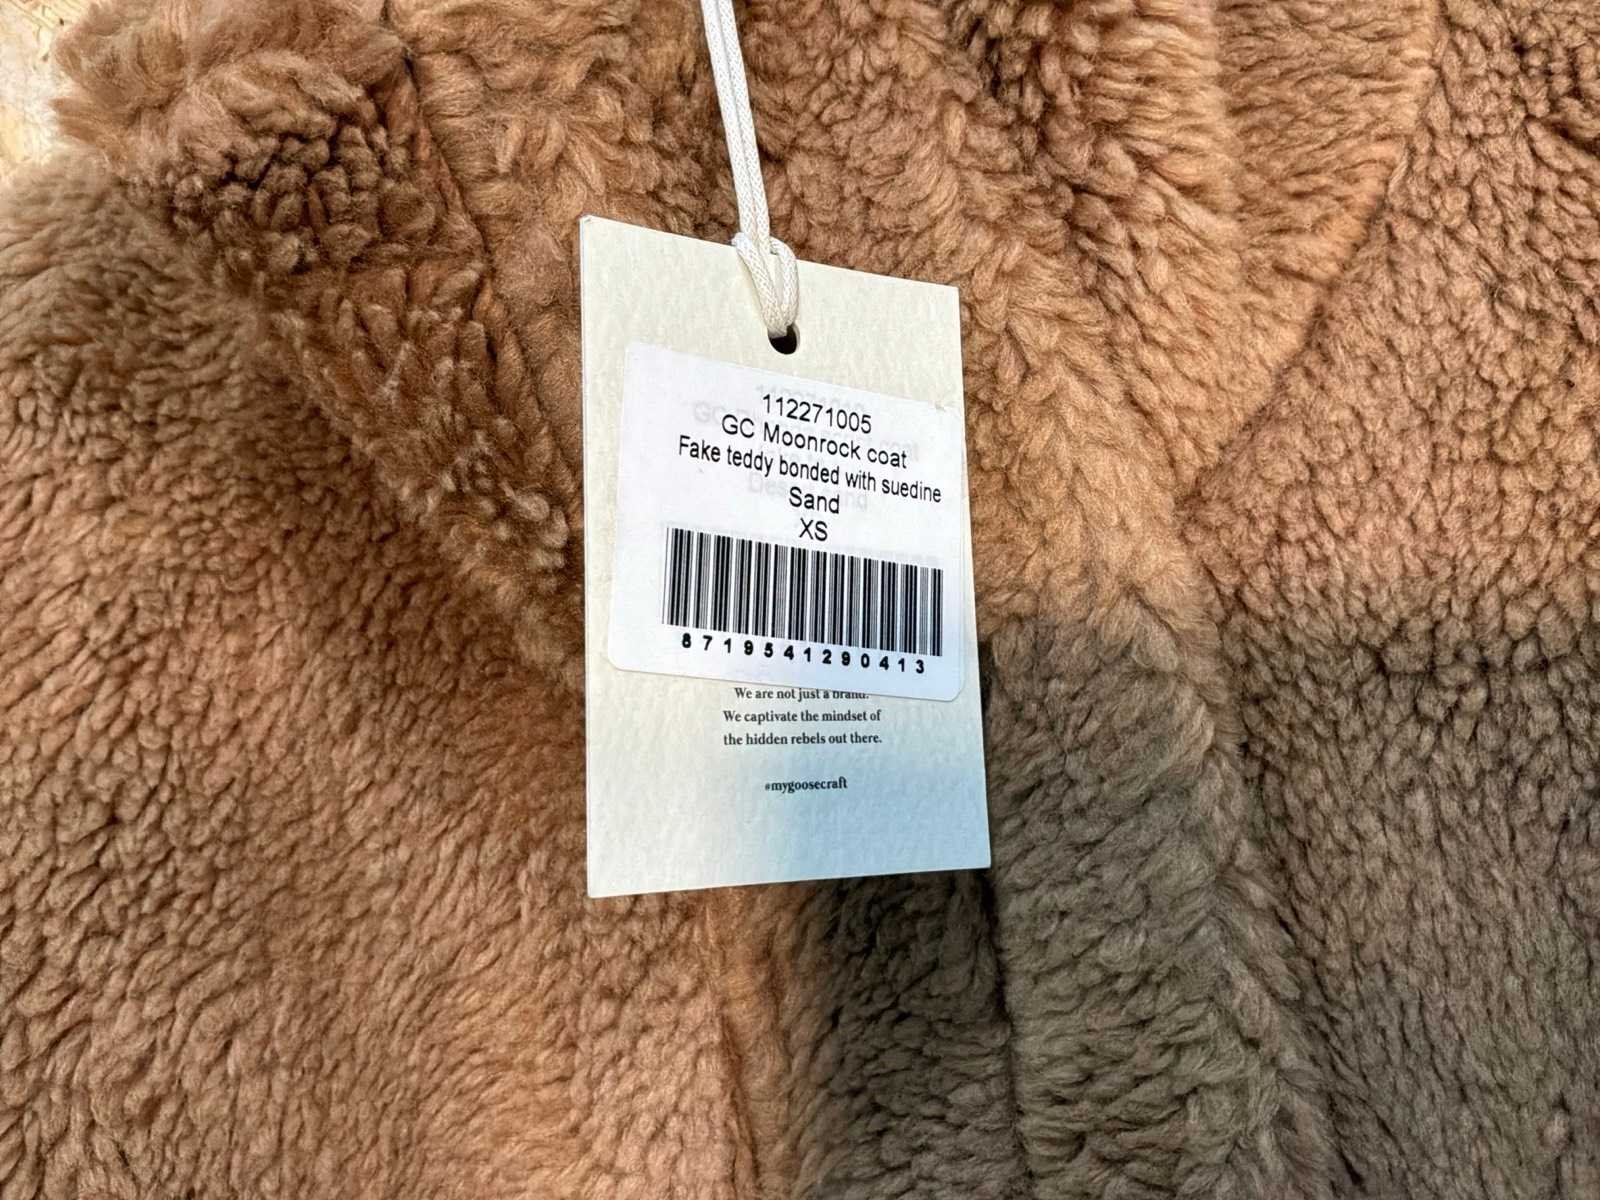 112271005
GC Moonrock coat
Fake teddy bonded with suedine
Sand
XS
8719541290413
We are not just a brand.
We captivate the mindset of
the hidden rebels out there.
#mygoosecraft